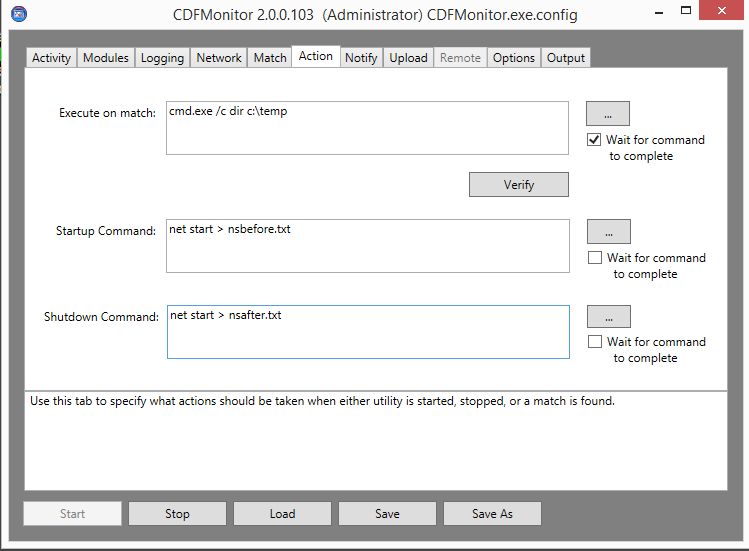 CDFMonitor 2.0.0.103 (Administrator) CDFMonitor.exe.config
Activity Modules Logging Network Match Action Notify Upload Remote Options Output
Execute on match: cmd.exe /c dir c:\temp ...
Wait for command
to complete
Verify
Startup Command: net start > nsbefore.txt ...
Wait for command
to complete
Shutdown Command: net start > nsafter.txt ...
Wait for command
to complete
Use this tab to specify what actions should be taken when either utility is started, stopped, or a match is found.
Start Stop Load Save Save As